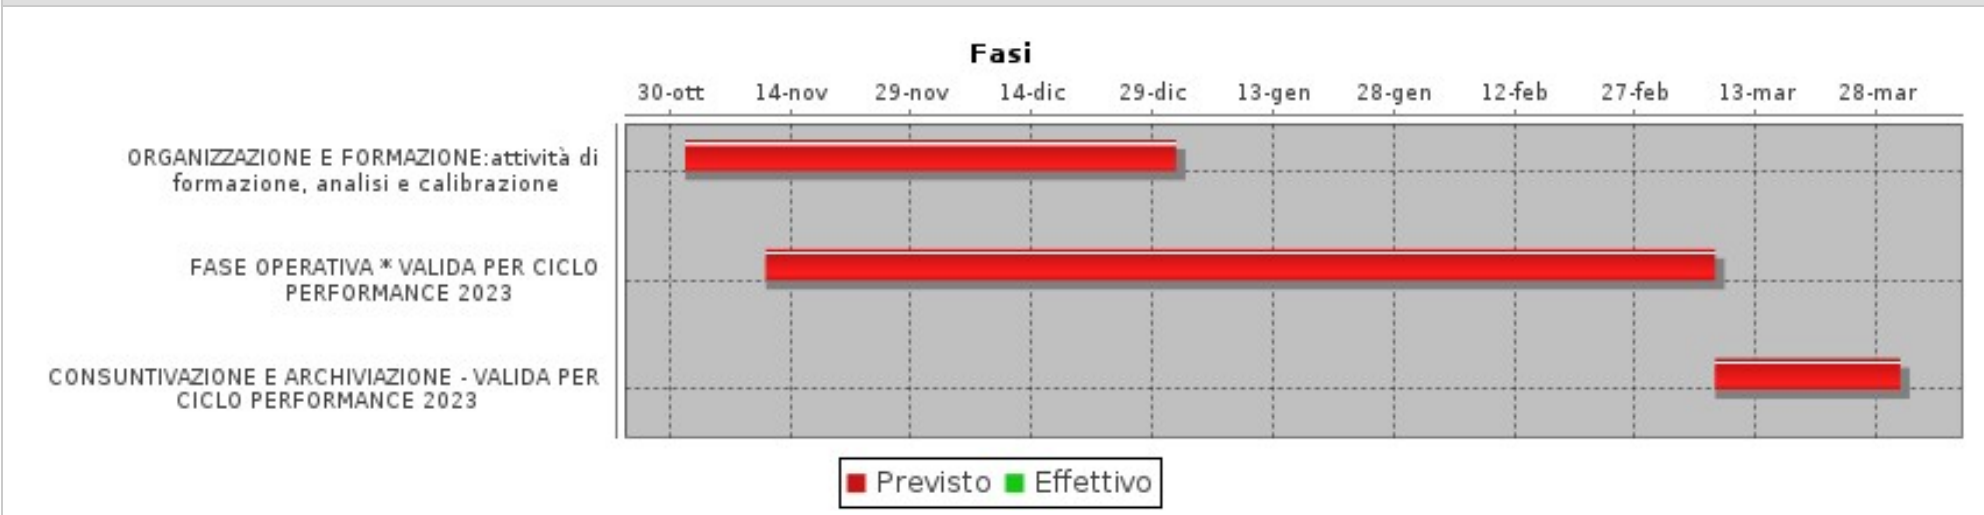 Fasi
30-ott 14-nov 29-nov 14-dic 29-dic 13-gen 28-gen 12-feb 27-feb 13-mar 28-mar
ORGANIZZAZIONE E FORMAZIONE:attività di
formazione, analisi e calibrazione
FASE OPERATIVA * VALIDA PER CICLO
PERFORMANCE 2023
CONSUNTIVAZIONE E ARCHIVIAZIONE - VALIDA PER
CICLO PERFORMANCE 2023
Previsto Effettivo